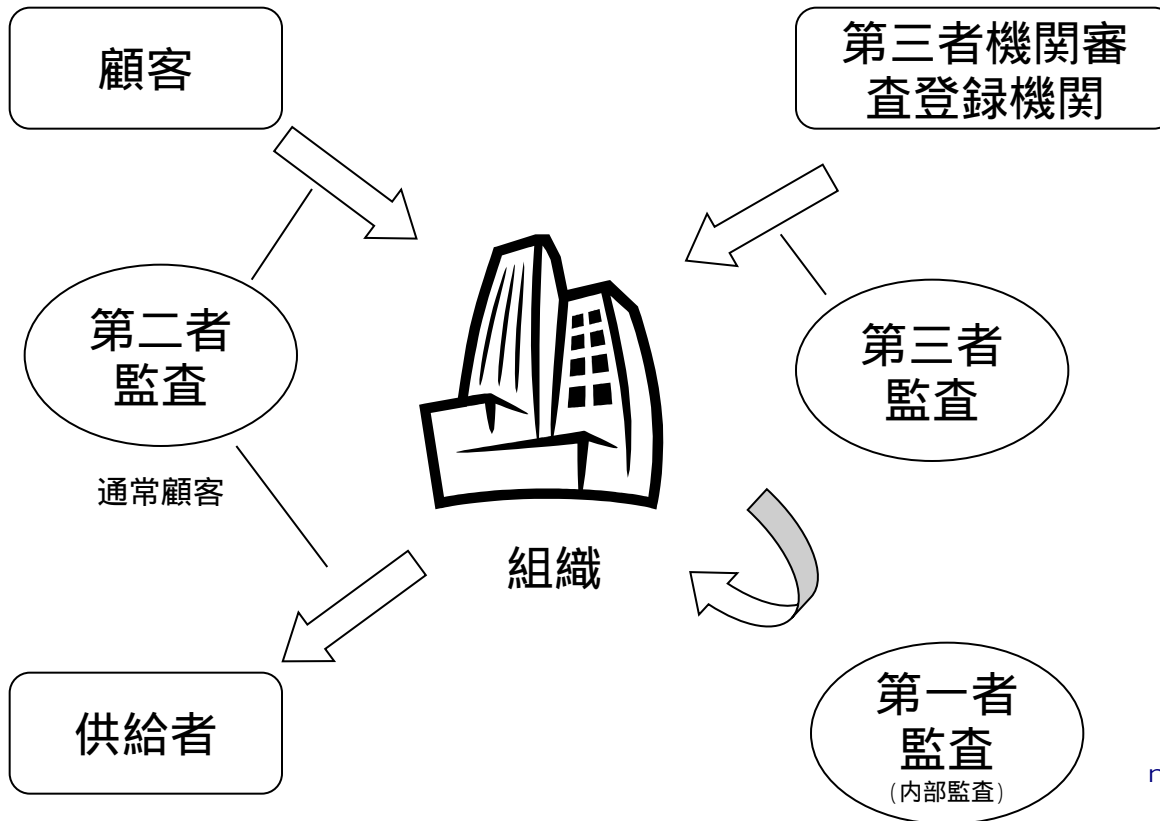 顧客
第三者機関審
査登録機関
第二者
監査
第三者
監査
通常顧客
組織
供給者
第一者
監査
(内部監査)